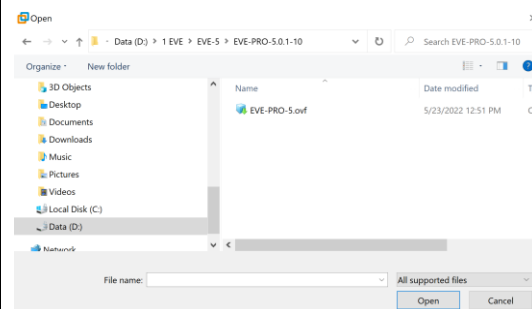 Open
Data (D:) > 1 EVE > EVE-5 > EVE-PRO-5.0.1-10
Search EVE-PRO-5.0.1-10
Organize
New folder
3D Objects
Desktop
Documents
Downloads
Music
Pictures
Videos
Local Disk (C:)
Data (D:)
Network
Name
Date modified
EVE-PRO-5.ovf
5/23/2022 12:51 PM
File name:
All supported files
Open
Cancel